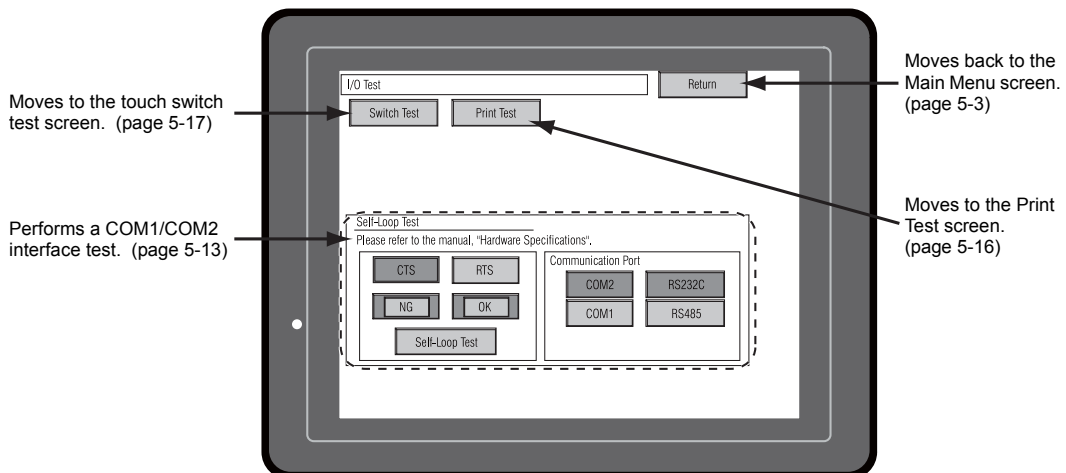 Moves to the touch switch
test screen. (page 5-17)
Performs a COM1/COM2
interface test. (page 5-13)
I/O Test
Return
Switch Test
Print Test
Self-Loop Test
Please refer to the manual, "Hardware Specifications".
CTS
RTS
NG
OK
Self-Loop Test
Communication Port
COM2
RS232C
COM1
RS485
Moves back to the
Main Menu screen.
(page 5-3)
Moves to the Print
Test screen.
(page 5-16)